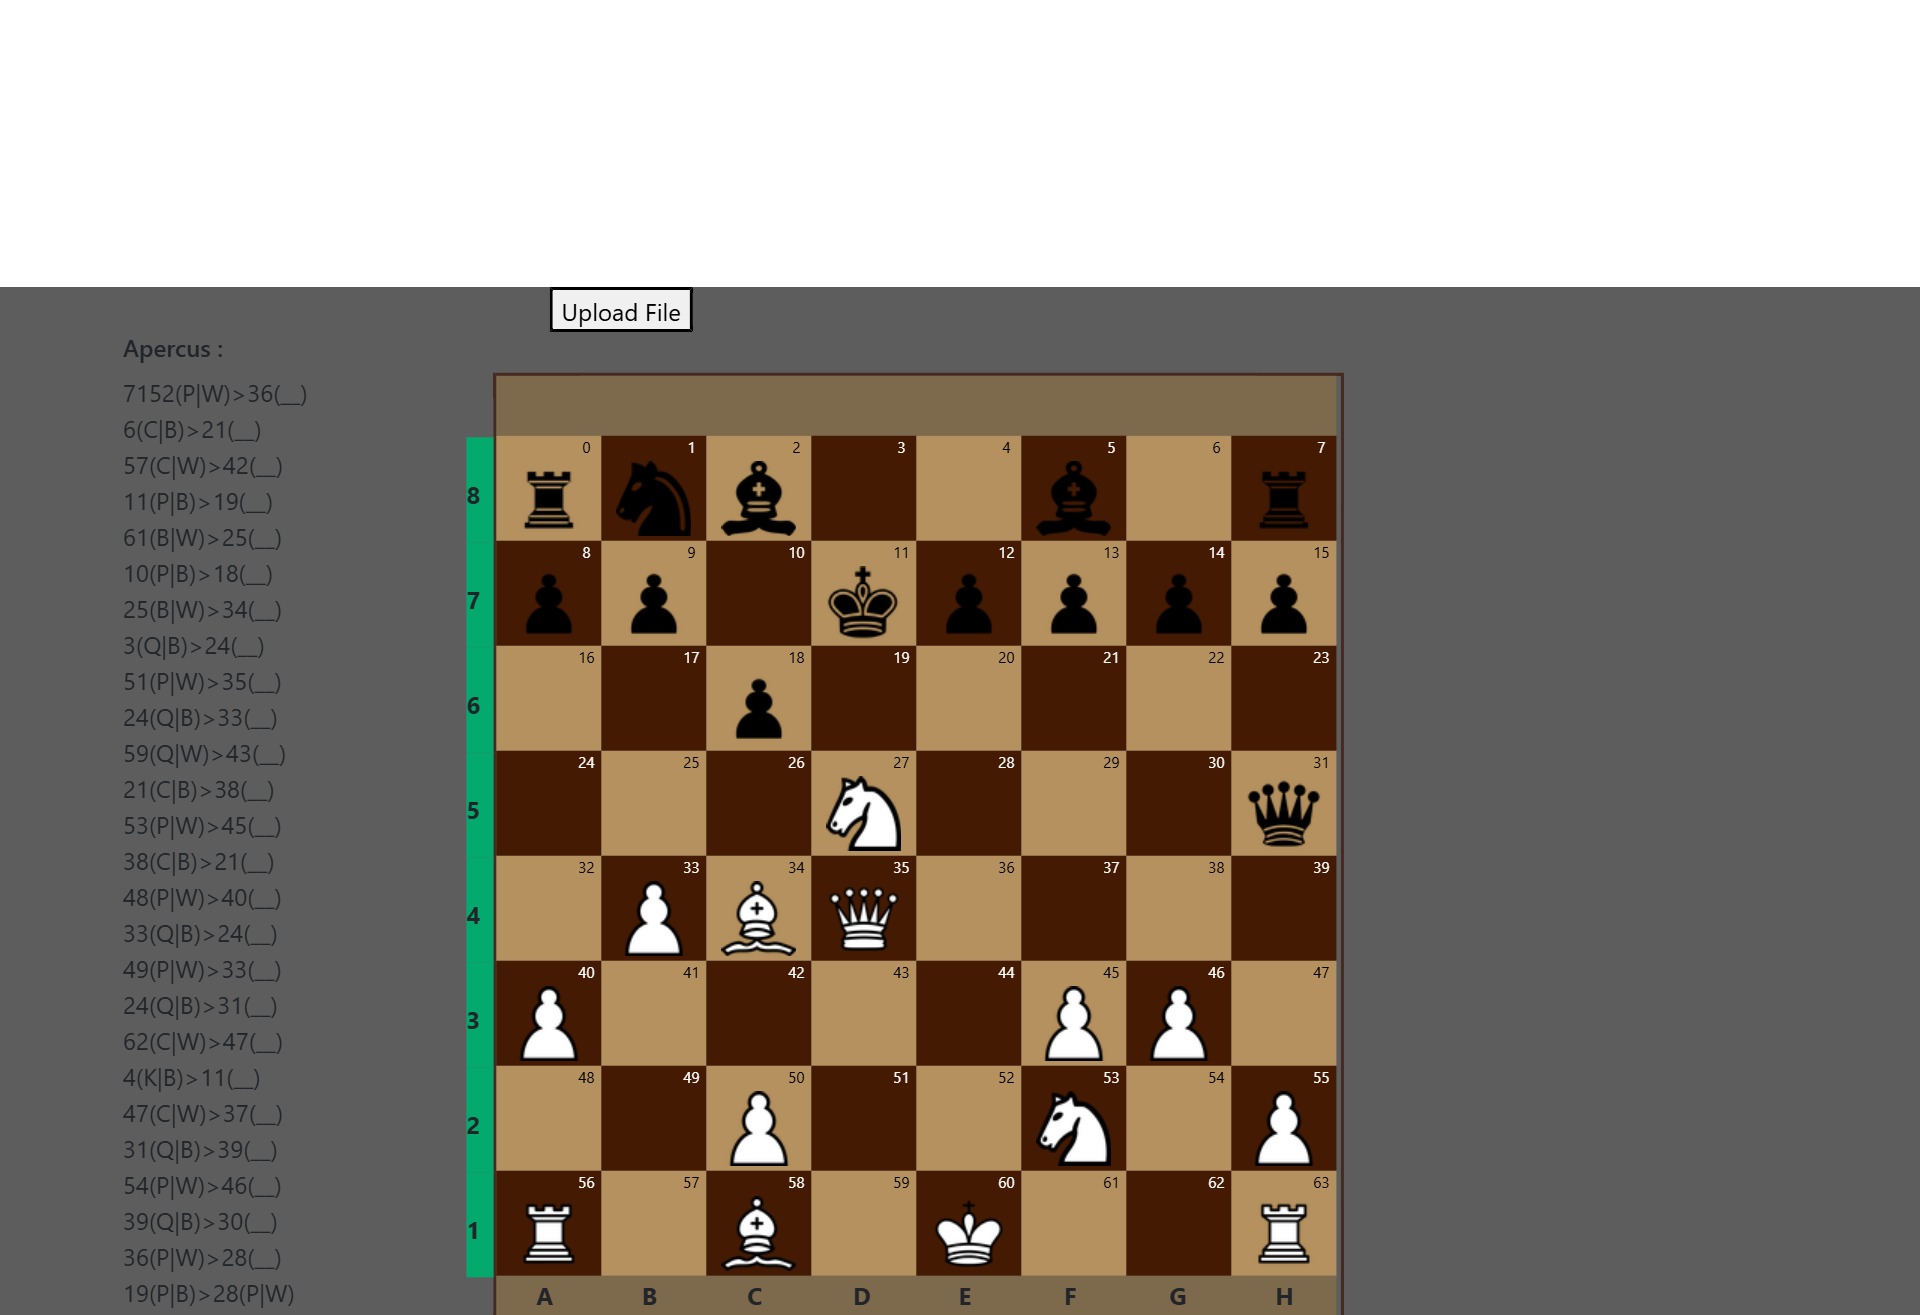 Upload File
Apercus :
7152(P|W)>36(__)
6(C|B)>21(__)
57(C|W)>42(__)
11(P|B)>19(__)
61(B|W)>25(__)
10(P|B)>18(__)
25(B|W)>34(__)
3(Q|B)>24(__)
51(P|W)>35(__)
24(Q|B)>33(__)
59(Q|W)>43(__)
21(C|B)>38(__)
53(P|W)>45(__)
38(C|B)>21(__)
48(P|W)>40(__)
33(Q|B)>24(__)
49(P|W)>33(__)
24(Q|B)>31(__)
62(C|W)>47(__)
4(K|B)>11(__)
47(C|W)>37(__)
31(Q|B)>39(__)
54(P|W)>46(__)
39(Q|B)>30(__)
36(P|W)>28(__)
19(P|B)>28(P|W)
0 1 2 3 4 5 6 7
8
8 9 10 11 12 13 14 15
7
16 17 18 19 20 21 22 23
6
24 25 26 27 28 29 30 31
5
32 33 34 35 36 37 38 39
4
40 41 42 43 44 45 46 47
3
48 49 50 51 52 53 54 55
2
56 57 58 59 60 61 62 63
1
A B C D E F G H